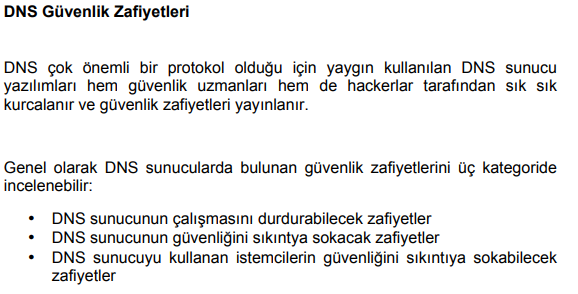 DNS Güvenlik Zafiyetleri
DNS çok önemli bir protokol olduğu için yaygın kullanılan DNS sunucu
yazılımları hem güvenlik uzmanları hem de hackerlar tarafından sık sık
kurcalanır ve güvenlik zafiyetleri yayınlanır.
Genel olarak DNS sunucularda bulunan güvenlik zafiyetlerini üç kategoride
incelenebilir:
• DNS sunucunun çalışmasını durdurabilecek zafiyetler
• DNS sunucunun güvenliğini sıkıntya sokacak zafiyetler
• DNS sunucuyu kullanan istemcilerin güvenliğini sıkıntıya sokabilecek
zafiyetler